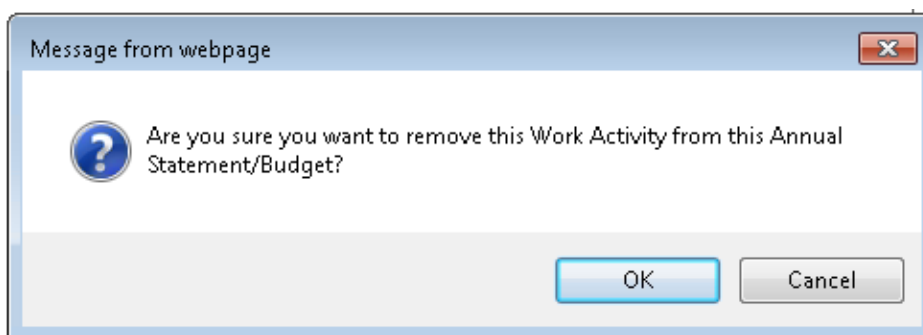 Message from webpage
Are you sure you want to remove this Work Activity from this Annual
Statement/Budget?
OK
Cancel